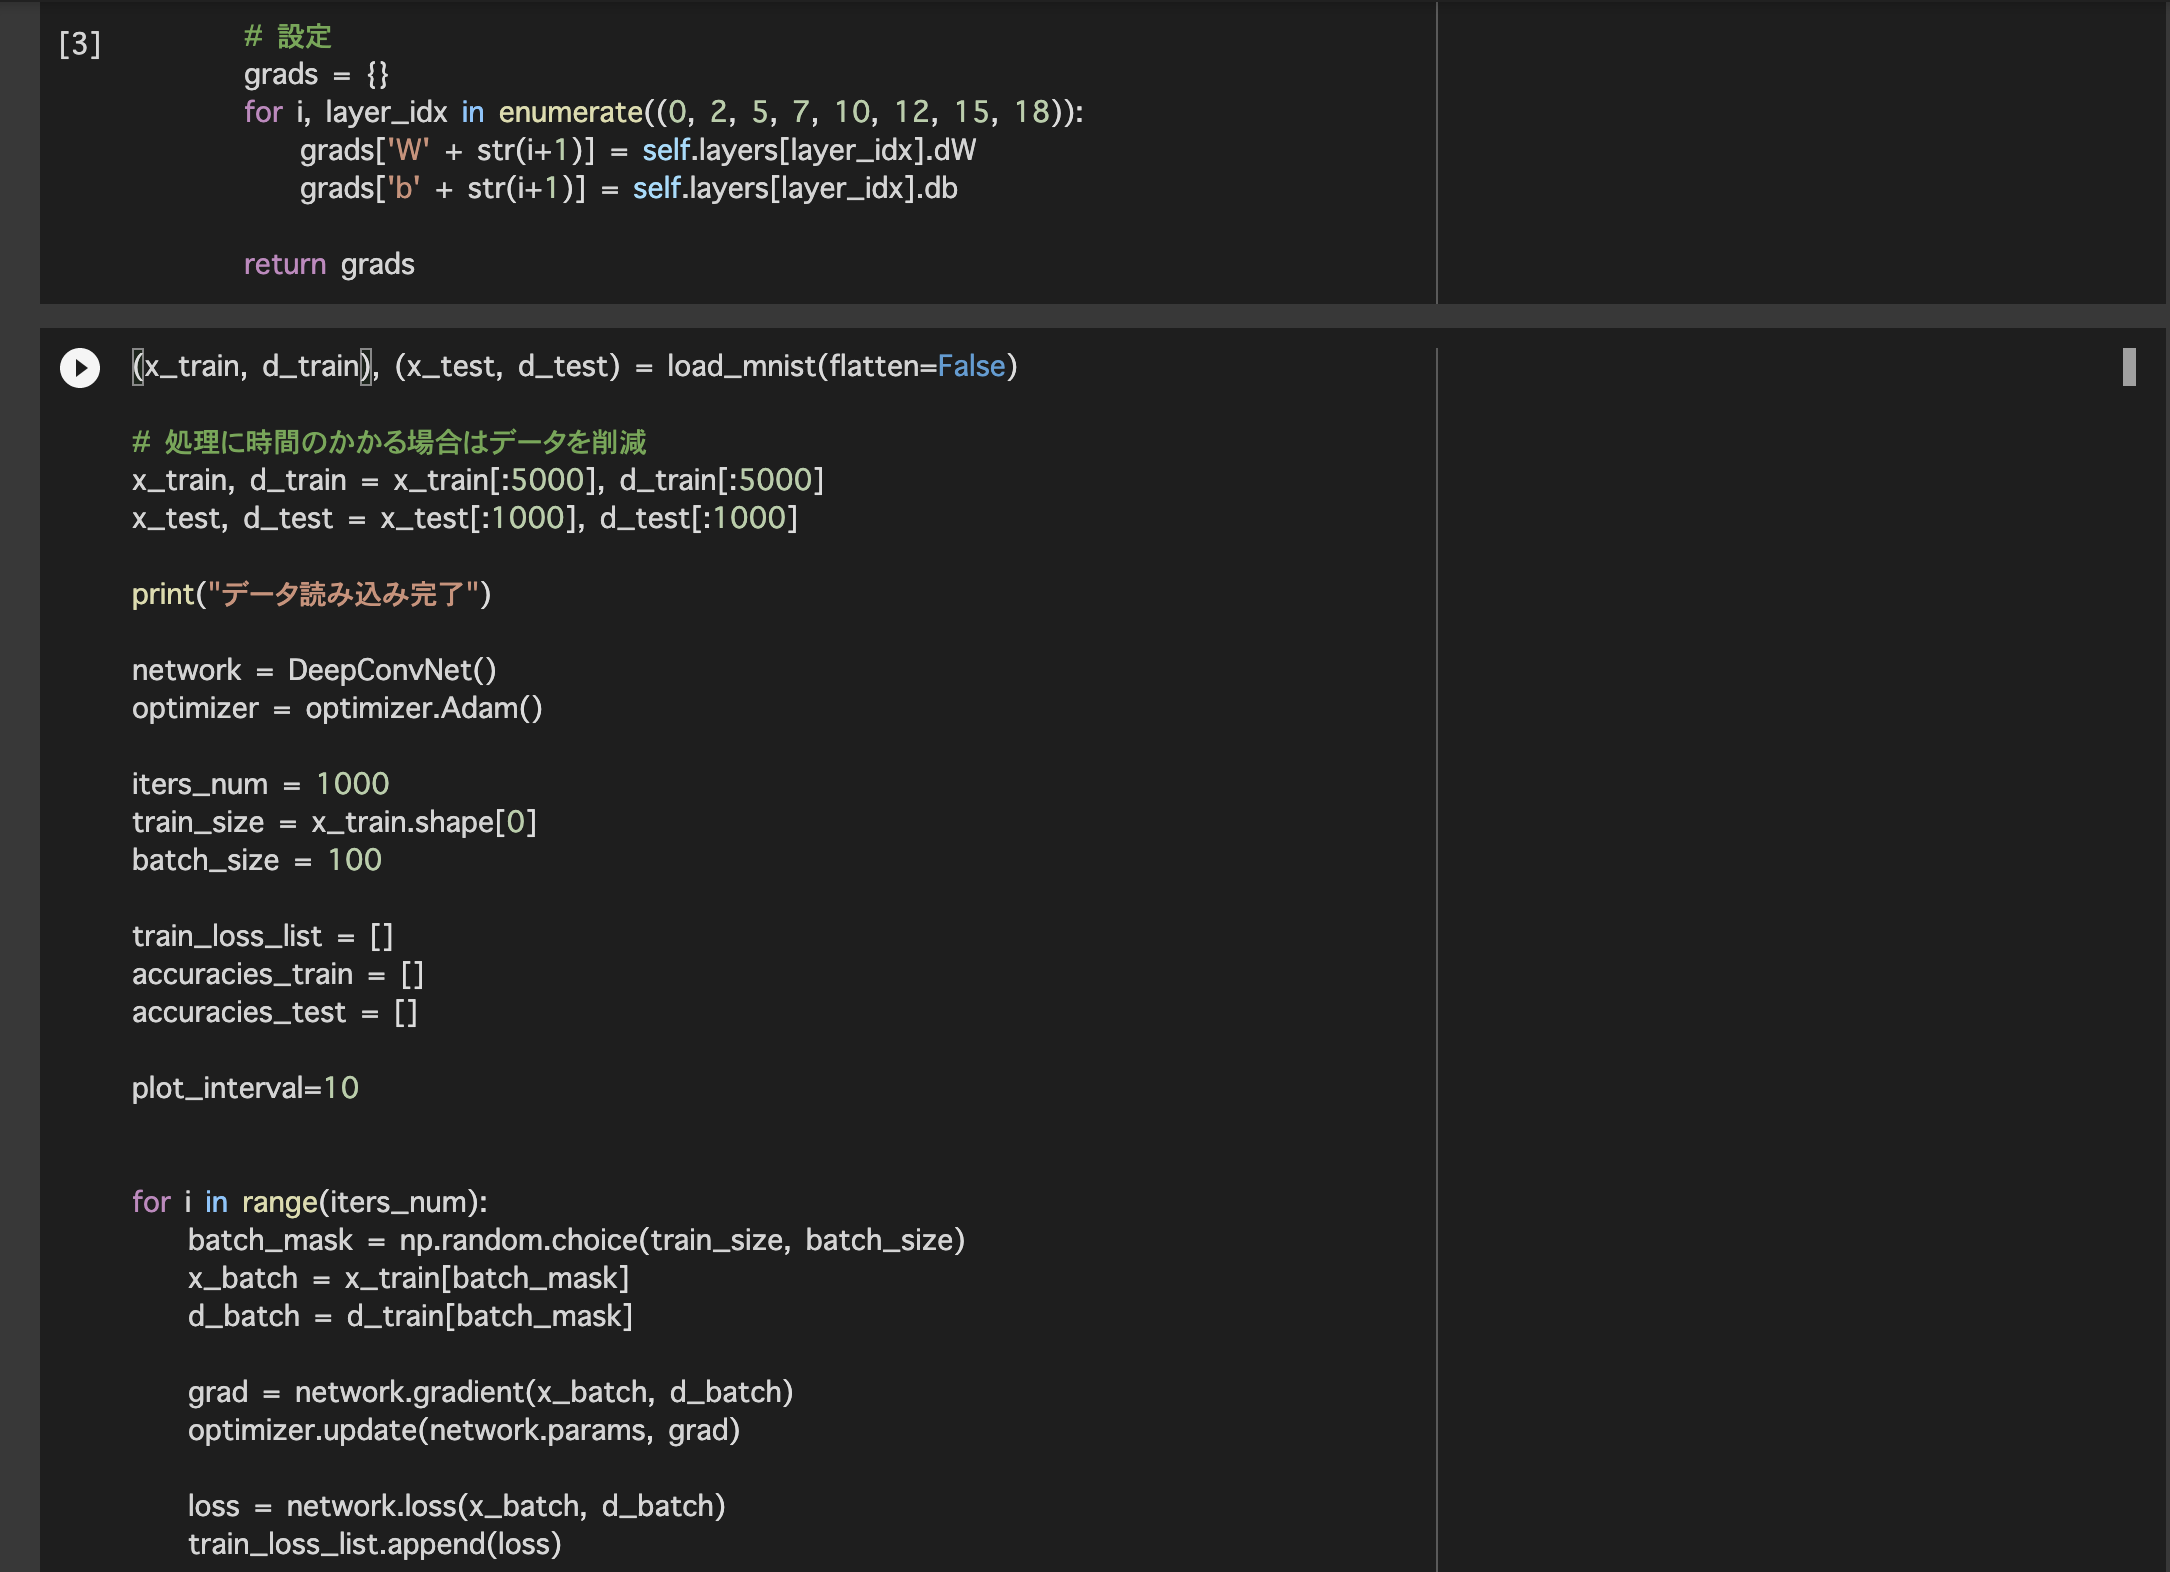 [3]
# 設定
grads = {}
for i, layer_idx in enumerate((0, 2, 5, 7, 10, 12, 15, 18)):
grads['W' + str(i+1)] = self.layers[layer_idx].dW
grads['b' + str(i+1)] = self.layers[layer_idx].db
return grads
(x_train, d_train), (x_test, d_test) = load_mnist(flatten=False)
# 処理に時間のかかる場合はデータを削減
x_train, d_train = x_train[:5000], d_train[:5000]
x_test, d_test = x_test[:1000], d_test[:1000]
print("データ読み込み完了")
network = DeepConvNet()
optimizer = optimizer.Adam()
iters_num = 1000
train_size = x_train.shape[0]
batch_size = 100
train_loss_list = []
accuracies_train = []
accuracies_test = []
plot_interval=10
for i in range(iters_num):
batch_mask = np.random.choice(train_size, batch_size)
x_batch = x_train[batch_mask]
d_batch = d_train[batch_mask]
grad = network.gradient(x_batch, d_batch)
optimizer.update(network.params, grad)
loss = network.loss(x_batch, d_batch)
train_loss_list.append(loss)